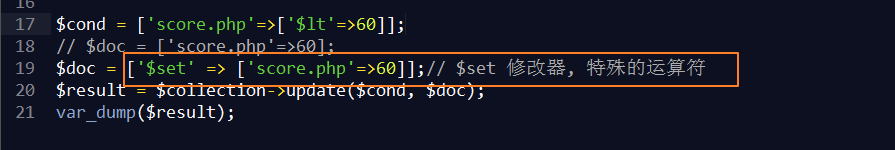 17 $cond = ['score.php'=>['$lt'=>60]];
18 // $doc = ['score.php'=>60];
19 $doc = ['$set' => ['score.php'=>60]];// $set 修改器, 特殊的运算符
20 $result = $collection->update($cond, $doc);
21 var_dump($result);